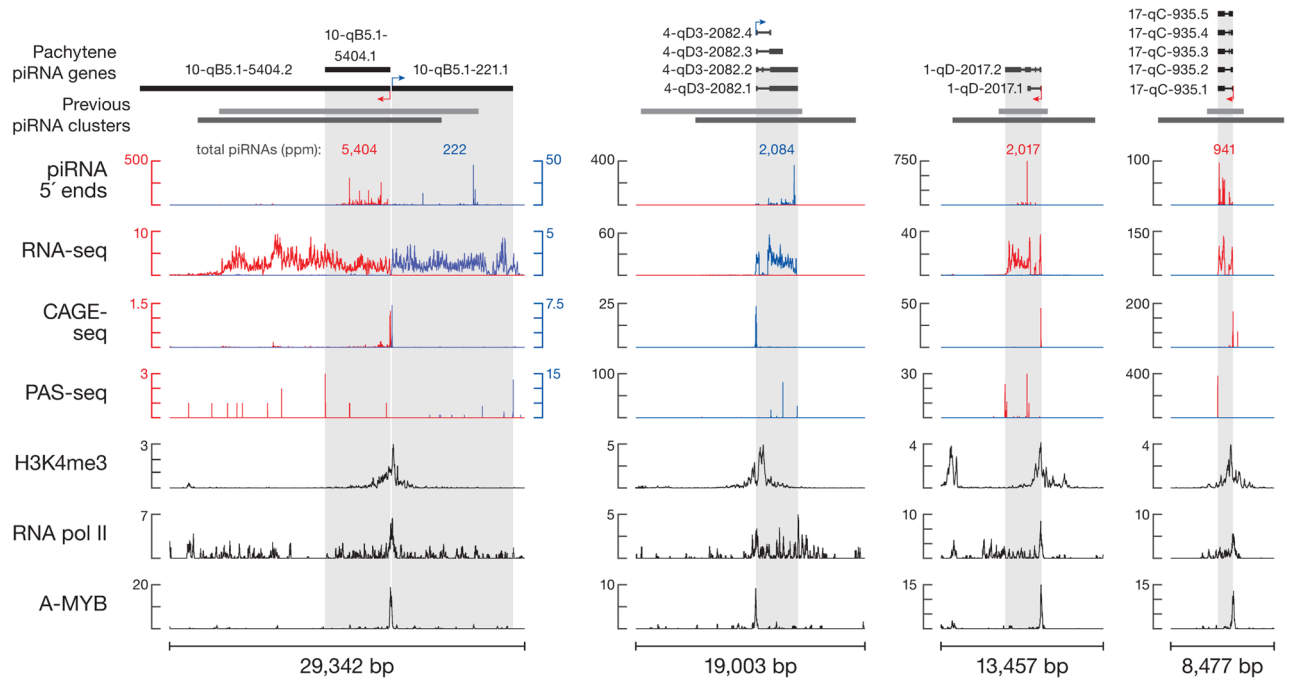 Pachytene
piRNA genes
10-qB5.1-
5404.1
10-qB5.1-5404.2
10-qB5.1-221.1
4-qD3-2082.4
4-qD3-2082.3
4-qD3-2082.2
4-qD3-2082.1
1-qD-2017.2
1-qD-2017.1
17-qC-935.5
17-qC-935.4
17-qC-935.3
17-qC-935.2
17-qC-935.1
Previous
piRNA clusters
total piRNAs (ppm): 5,404 222 2,084 2,017 941
piRNA
5´ ends
500 50 400 750 100
RNA-seq
10 5 60 40 150
CAGE-
seq
1.5 7.5 25 50 200
PAS-seq
3 15 100 30 400
H3K4me3
3 5 4 4
RNA pol II
7 5 10 10
A-MYB
20 10 15 15
29,342 bp 19,003 bp 13,457 bp 8,477 bp